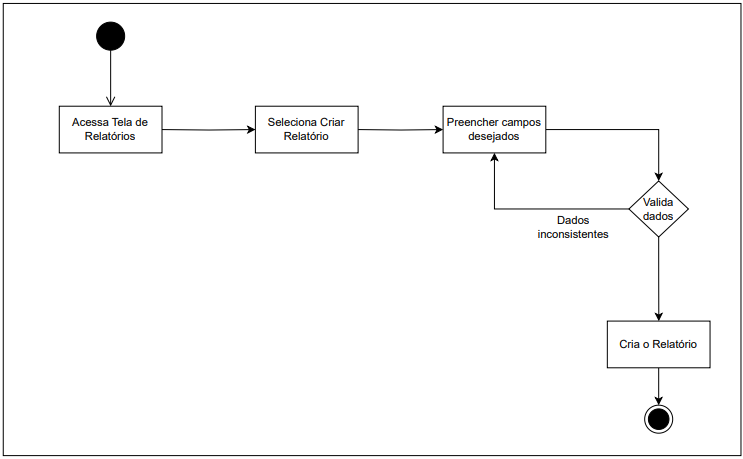 Acessa Tela de
Relatórios
Seleciona Criar
Relatório
Preencher campos
desejados
Valida
dados
Dados
inconsistentes
Cria o Relatório